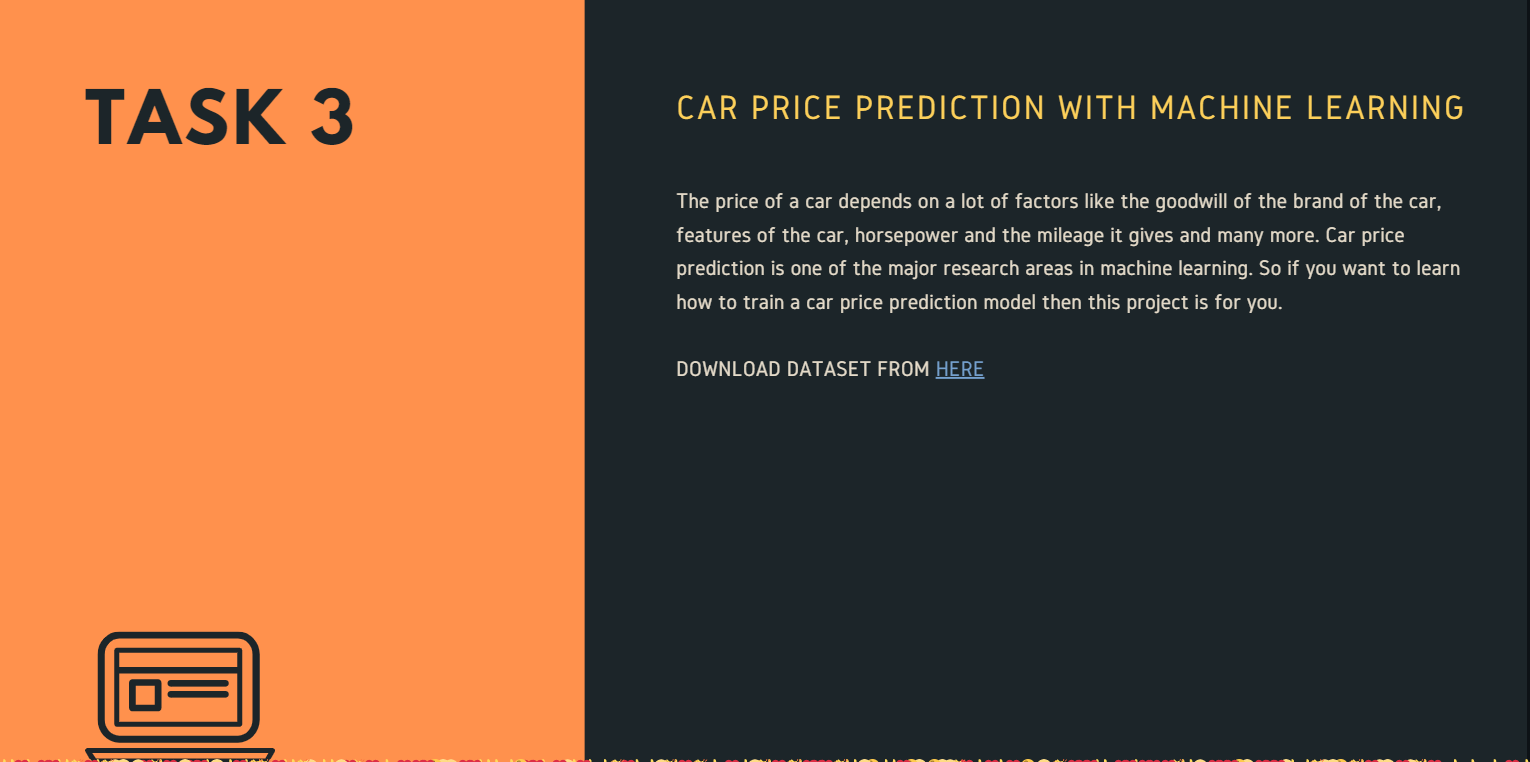 TASK 3
CAR PRICE PREDICTION WITH MACHINE LEARNING
The price of a car depends on a lot of factors like the goodwill of the brand of the car,
features of the car, horsepower and the mileage it gives and many more. Car price
prediction is one of the major research areas in machine learning. So if you want to learn
how to train a car price prediction model then this project is for you.
DOWNLOAD DATASET FROM HERE